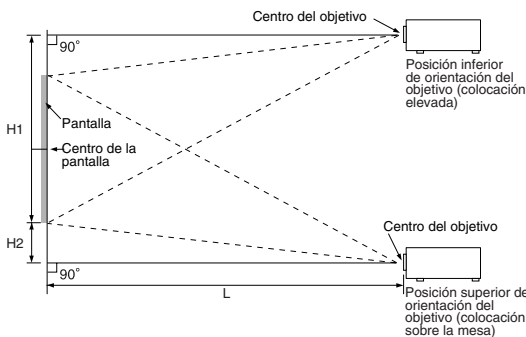 Centro del objetivo
90°
Posición inferior
de orientación del
objetivo (colocación
elevada)
H1
Pantalla
Centro de la
pantalla
H2
Centro del objetivo
90°
L
Posición superior de
orientación del
objetivo (colocación
sobre la mesa)